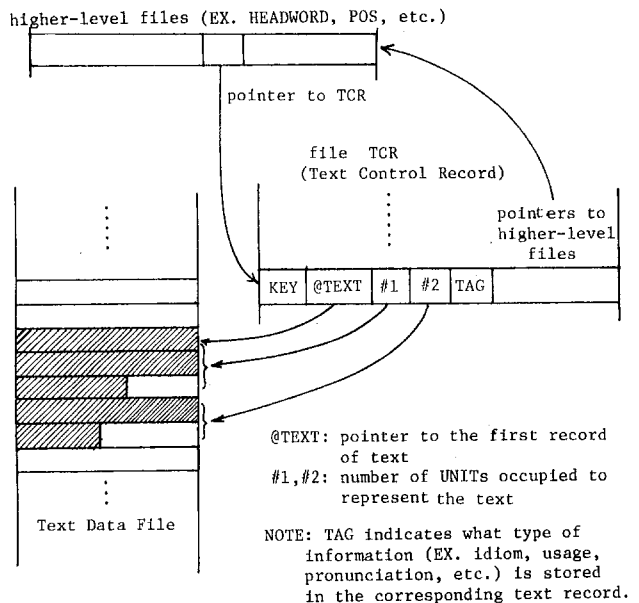 higher-level files (EX. HEADWORD, POS, etc.)
pointer to TCR
file TCR
(Text Control Record)
pointers to
higher-level
files
KEY @TEXT #1 #2 TAG
@TEXT: pointer to the first record
of text
#1,#2: number of UNITs occupied to
represent the text
Text Data File
NOTE: TAG indicates what type of
information (EX. idiom, usage,
pronunciation, etc.) is stored
in the corresponding text record.